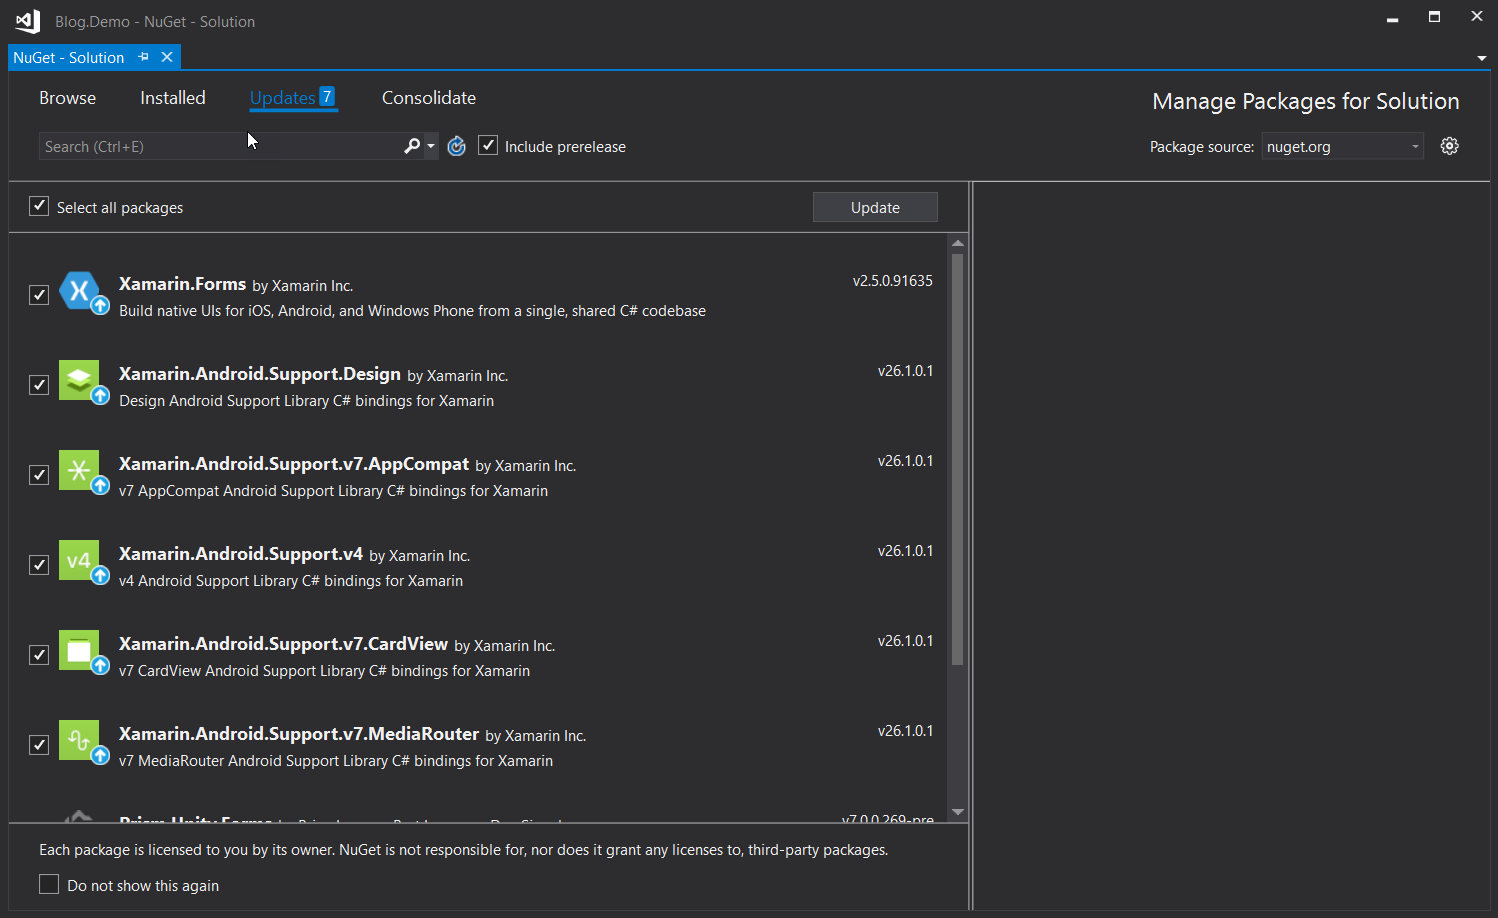 Blog.Demo - NuGet - Solution
NuGet - Solution
Browse Installed Updates 7 Consolidate
Manage Packages for Solution
Search (Ctrl+E) Include prerelease Package source: nuget.org
Select all packages Update
Xamarin.Forms by Xamarin Inc. v2.5.0.91635
Build native UIs for iOS, Android, and Windows Phone from a single, shared C# codebase
Xamarin.Android.Support.Design by Xamarin Inc. v26.1.0.1
Design Android Support Library C# bindings for Xamarin
Xamarin.Android.Support.v7.AppCompat by Xamarin Inc. v26.1.0.1
v7 AppCompat Android Support Library C# bindings for Xamarin
v4
Xamarin.Android.Support.v4 by Xamarin Inc. v26.1.0.1
v4 Android Support Library C# bindings for Xamarin
Xamarin.Android.Support.v7.CardView by Xamarin Inc. v26.1.0.1
v7 CardView Android Support Library C# bindings for Xamarin
Xamarin.Android.Support.v7.MediaRouter by Xamarin Inc. v26.1.0.1
v7 MediaRouter Android Support Library C# bindings for Xamarin
Prism.Unity.Forms by v7.0.0.269-pre
Each package is licensed to you by its owner. NuGet is not responsible for, nor does it grant any licenses to, third-party packages.
Do not show this again